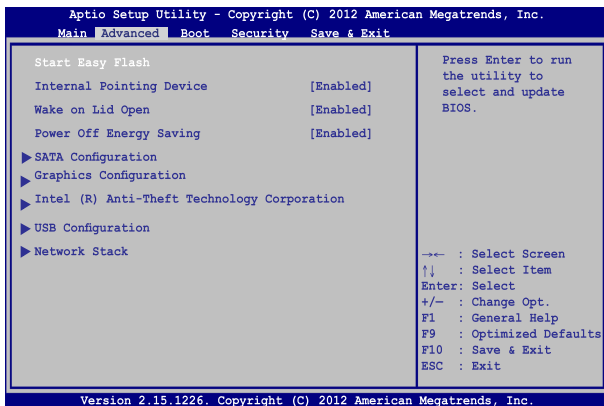 Aptio Setup Utility - Copyright (C) 2012 American Megatrends, Inc.
Main Advanced Boot Security Save & Exit
Start Easy Flash
Internal Pointing Device [Enabled]
Wake on Lid Open [Enabled]
Power Off Energy Saving [Enabled]
SATA Configuration
Graphics Configuration
Intel (R) Anti-Theft Technology Corporation
USB Configuration
Network Stack
Press Enter to run
the utility to
select and update
BIOS.
→← : Select Screen
↑↓ : Select Item
Enter: Select
+/— : Change Opt.
F1 : General Help
F9 : Optimized Defaults
F10 : Save & Exit
ESC : Exit
Version 2.15.1226. Copyright (C) 2012 American Megatrends, Inc.